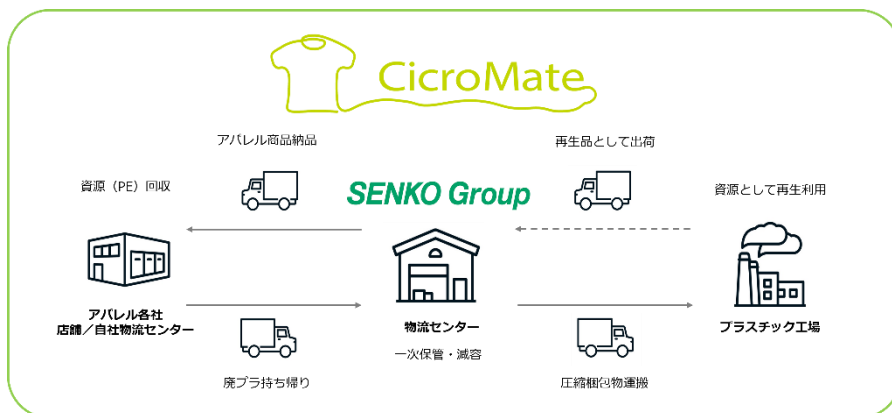 CicroMate
アパレル商品納品
再生品として出荷
資源（PE）回収
SENKO Group
資源として再生利用
アパレル各社
店舗／自社物流センター
物流センター
プラスチック工場
一次保管・減容
廃プラ持ち帰り
圧縮梱包物運搬